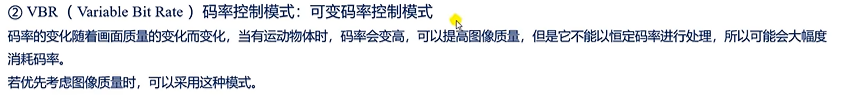 ② VBR （ Variable Bit Rate ）码率控制模式：可变码率控制模式
码率的变化随着画面质量的变化而变化，当有运动物体时，码率会变高，可以提高图像质量，但是它不能以恒定码率进行处理，所以可能会大幅度
消耗码率。
若优先考虑图像质量时，可以采用这种模式。